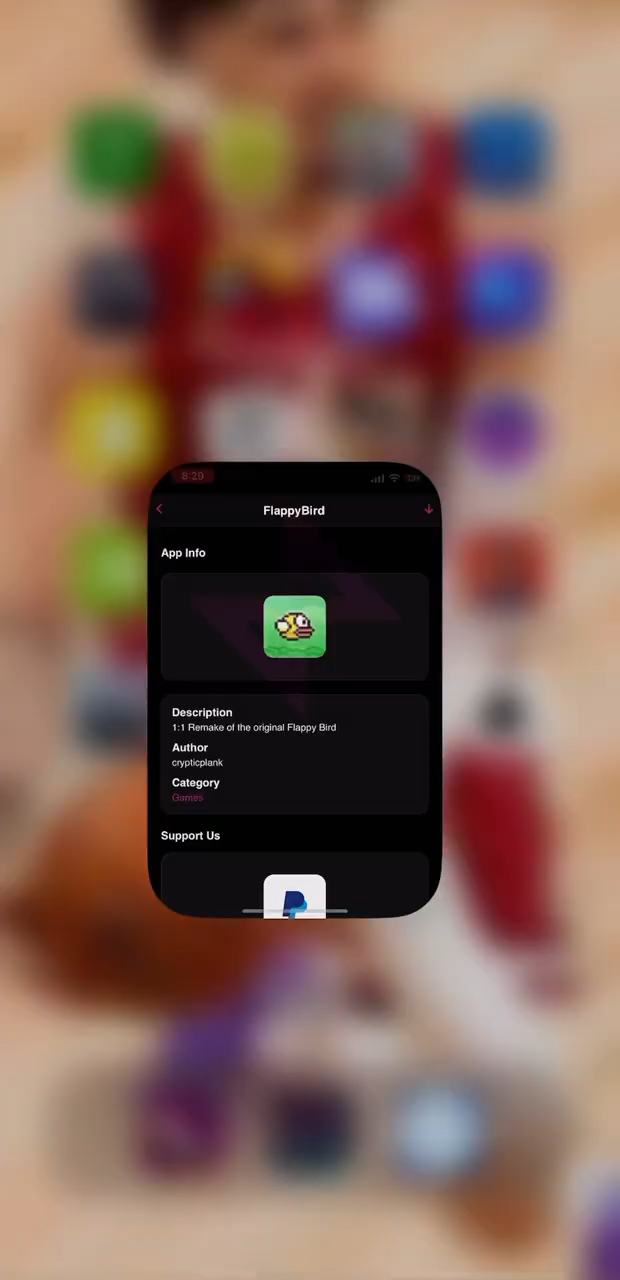 8:29
FlappyBird
App Info
Description
1:1 Remake of the original Flappy Bird
Author
crypticplank
Category
Games
Support Us